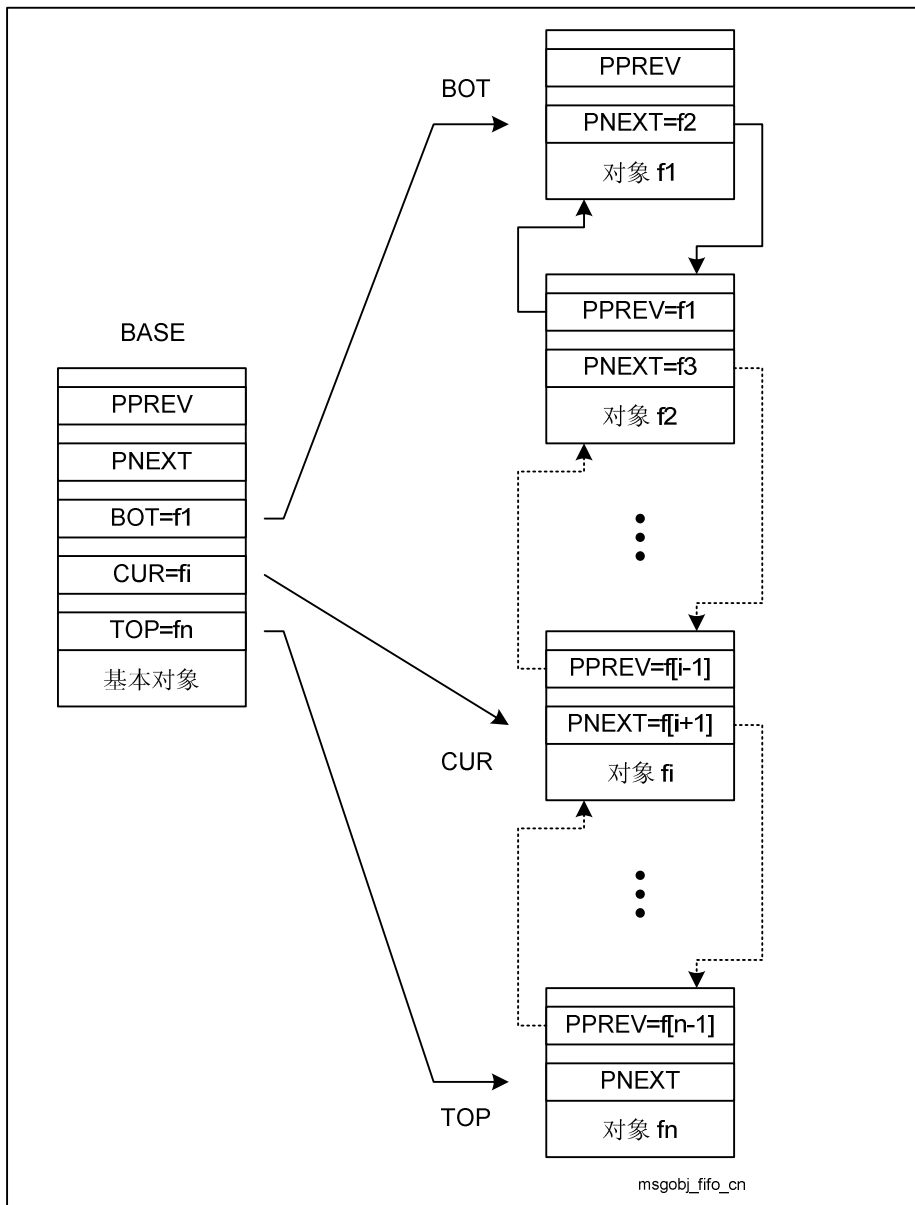 BASE
PPREV
PNEXT
BOT=f1
CUR=fi
TOP=fn
基本对象
BOT
CUR
TOP
PPREV
PNEXT=f2
对象 f1
PPREV=f1
PNEXT=f3
对象 f2
PPREV=f[i-1]
PNEXT=f[i+1]
对象 fi
PPREV=f[n-1]
PNEXT
对象 fn
msgobj_fifo_cn